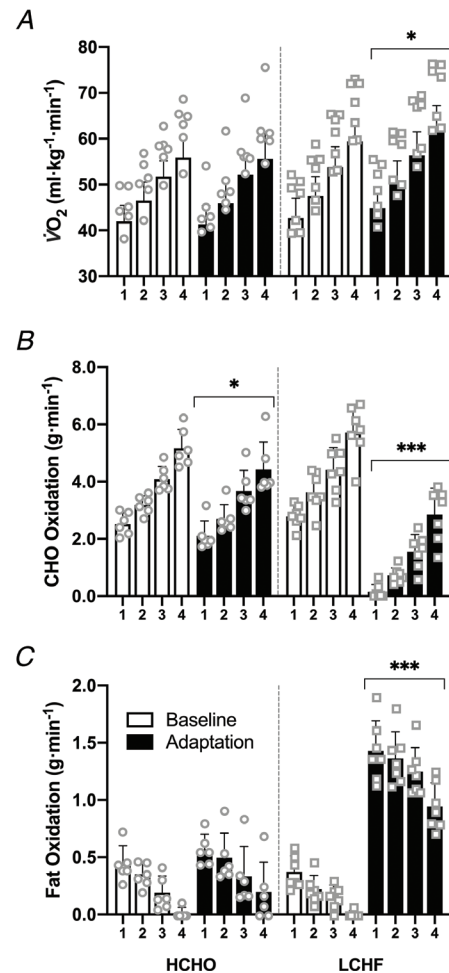 A
V̇O2 (ml·kg-1·min-1)
80
70
60
50
40
30
*
1 2 3 4 1 2 3 4 1 2 3 4 1 2 3 4
B
CHO Oxidation (g·min-1)
8.0
6.0
4.0
2.0
0.0
*
***
1 2 3 4 1 2 3 4 1 2 3 4 1 2 3 4
C
Fat Oxidation (g·min-1)
2.0
1.5
1.0
0.5
0.0
Baseline
Adaptation
***
1 2 3 4 1 2 3 4 1 2 3 4 1 2 3 4
HCHO LCHF